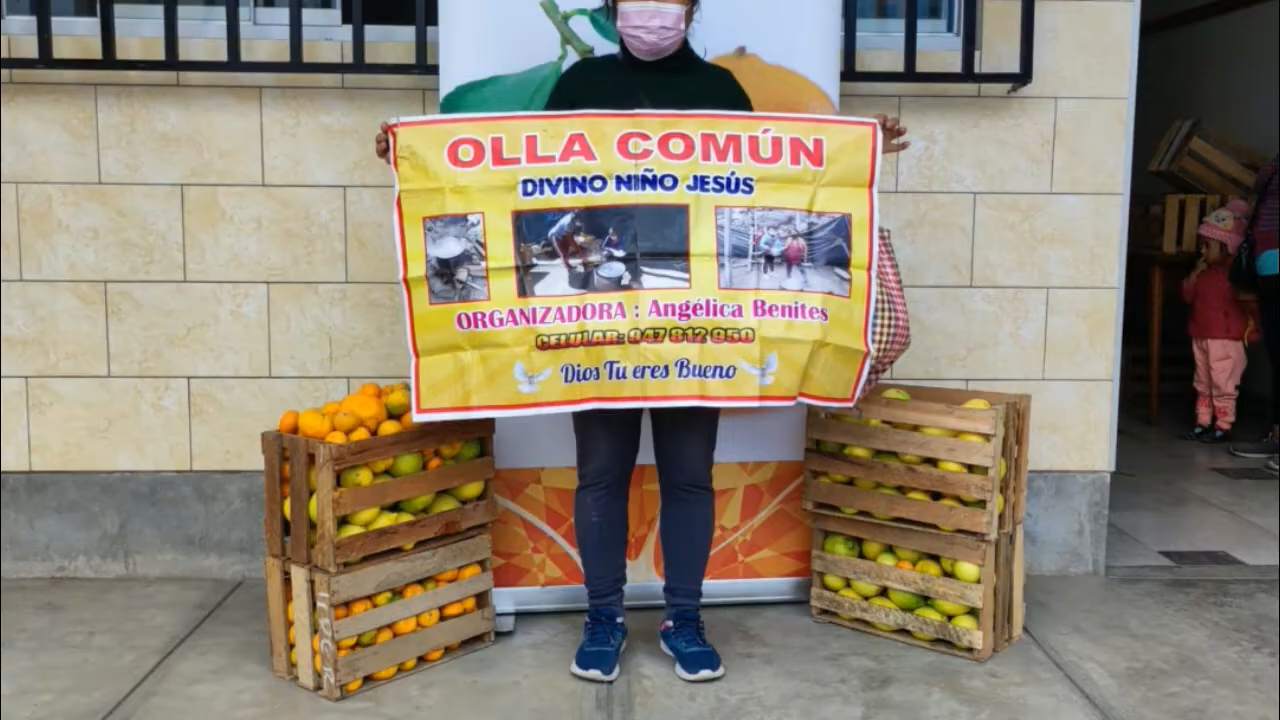 OLLA COMÚN
DIVINO NIÑO JESÚS
ORGANIZADORA : Angélica Benites
CELULAR: 947 812 950
Dios Tu eres Bueno